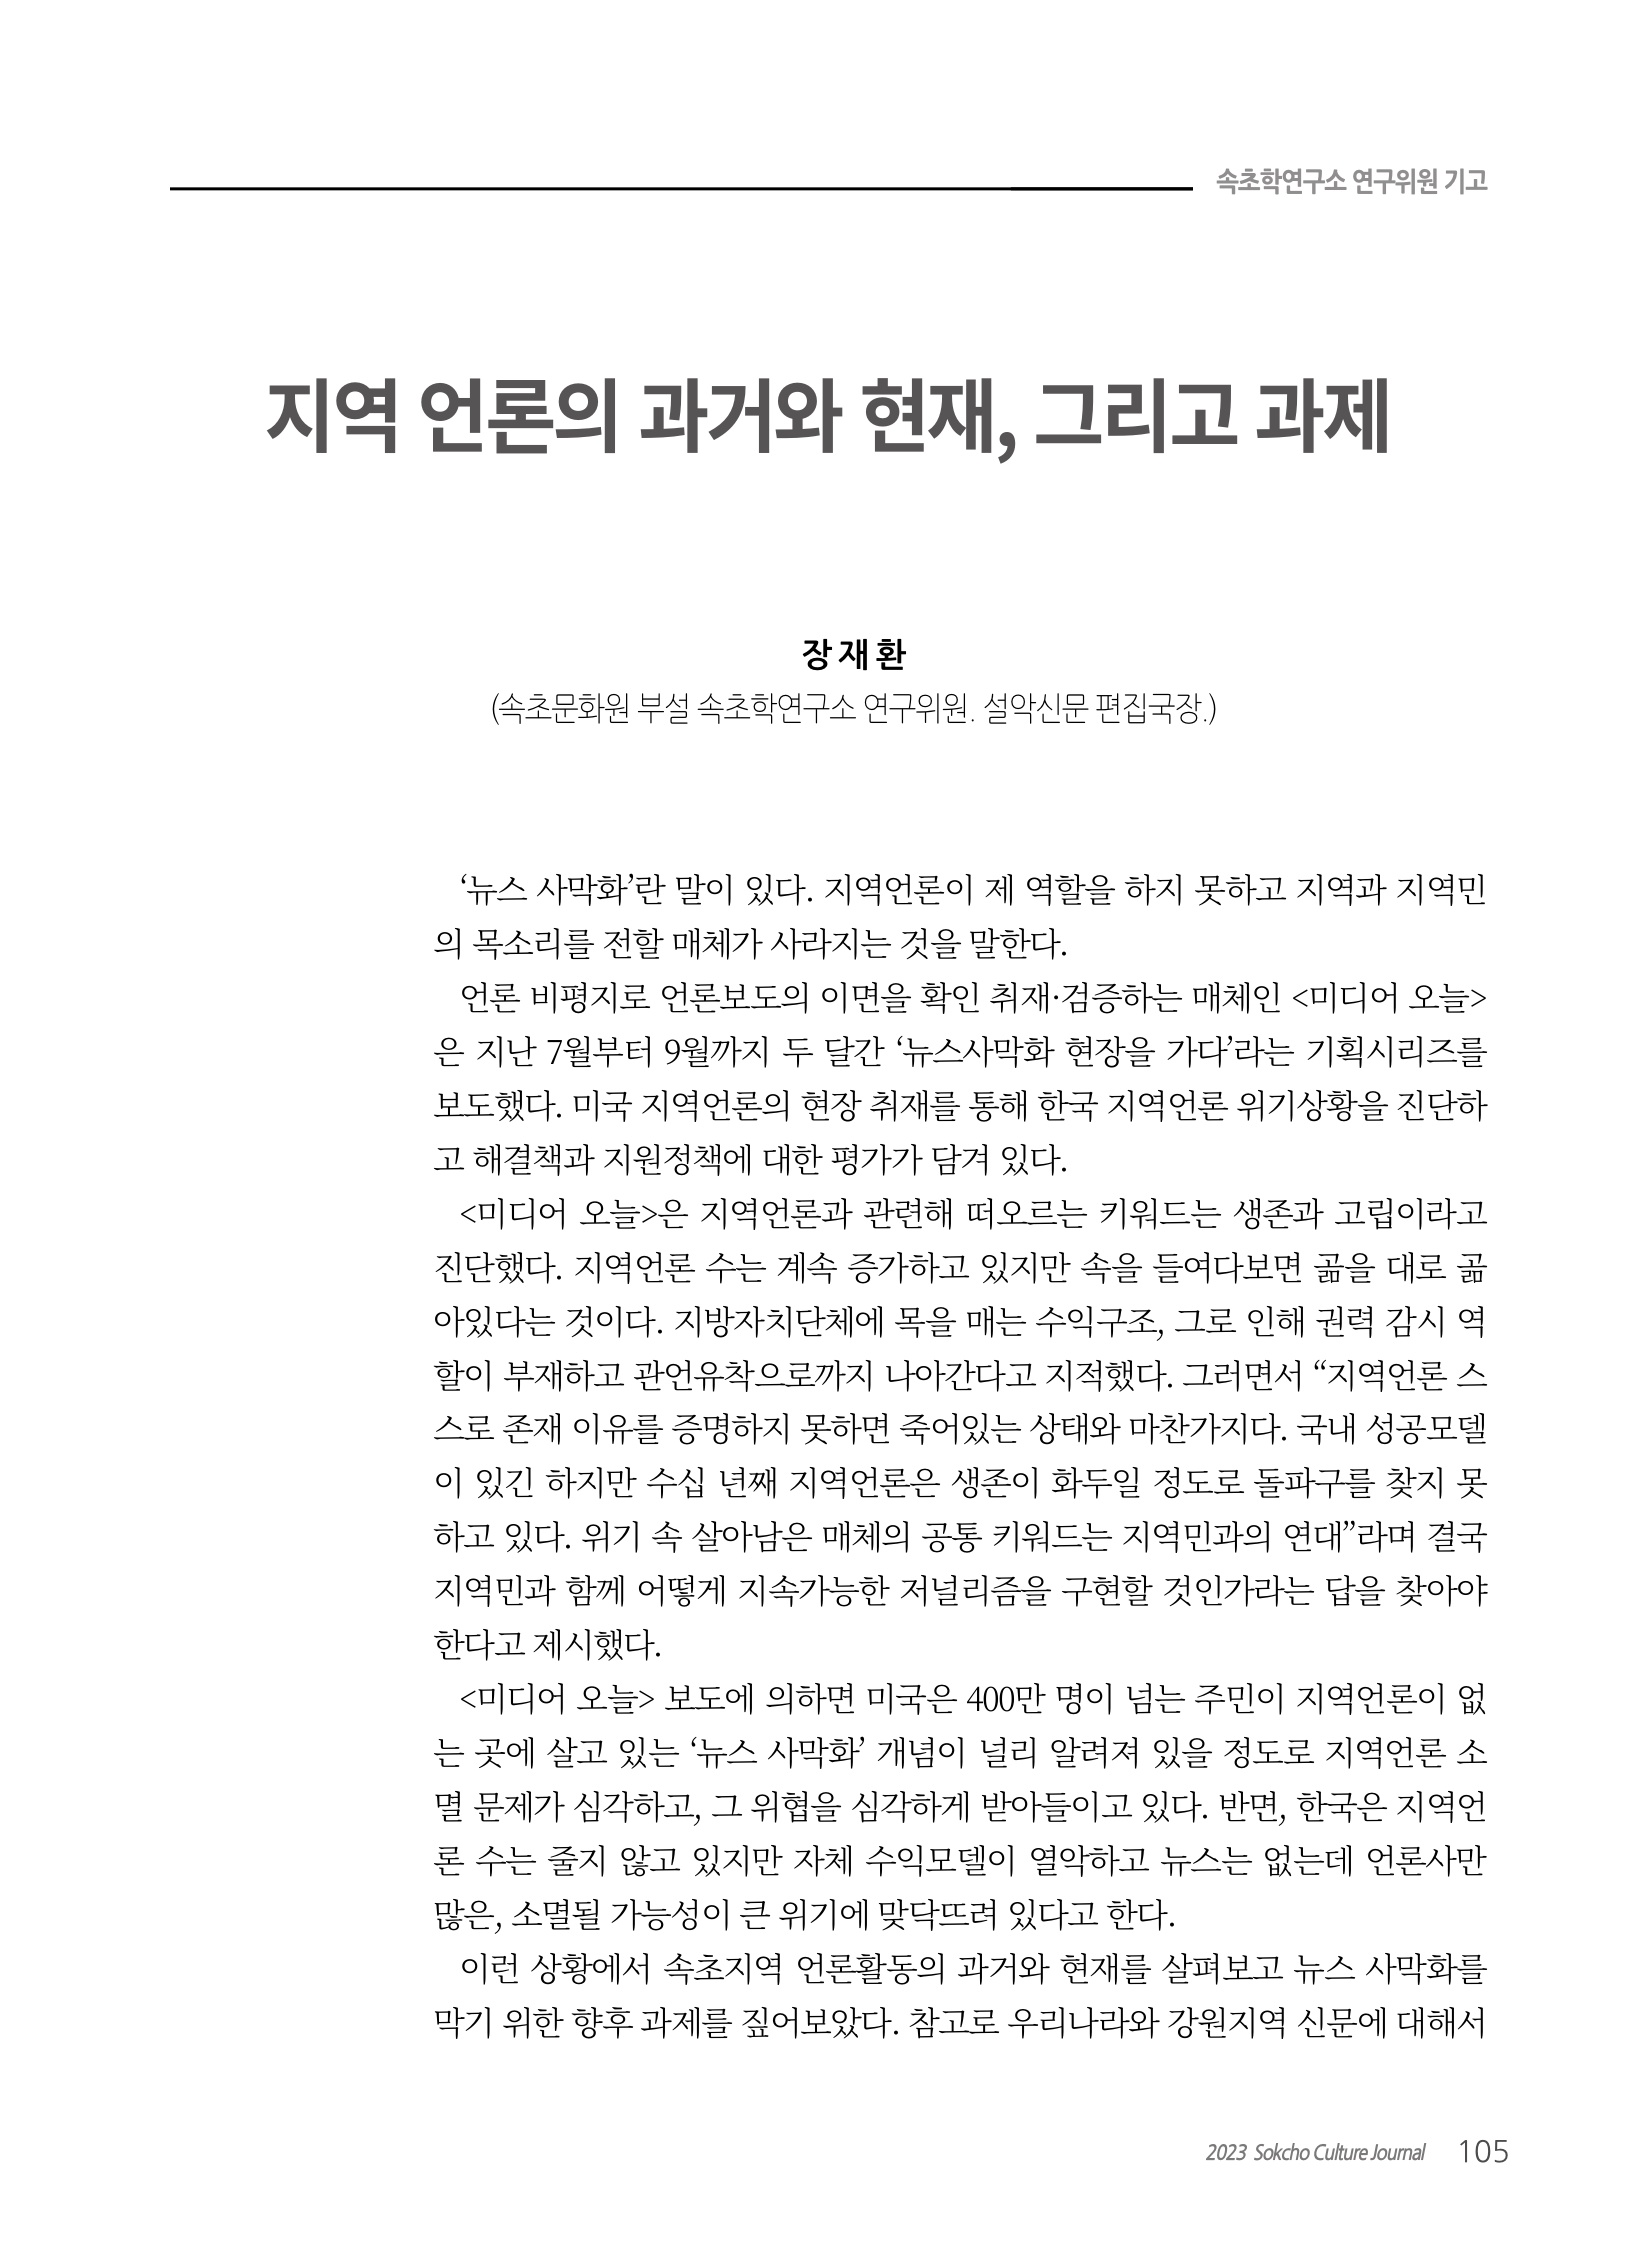 속초학연구소 연구위원 기고
지역 언론의 과거와 현재, 그리고 과제
장재환
(속초문화원 부설 속초학연구소 연구위원. 설악신문 편집국장.)
‘뉴스 사막화’란 말이 있다. 지역언론이 제 역할을 하지 못하고 지역과 지역민
의 목소리를 전할 매체가 사라지는 것을 말한다.
언론 비평지로 언론보도의 이면을 확인 취재·검증하는 매체인 <미디어 오늘>
은 지난 7월부터 9월까지 두 달간 ‘뉴스사막화 현장을 가다’라는 기획시리즈를
보도했다. 미국 지역언론의 현장 취재를 통해 한국 지역언론 위기상황을 진단하
고 해결책과 지원정책에 대한 평가가 담겨 있다.
<미디어 오늘>은 지역언론과 관련해 떠오르는 키워드는 생존과 고립이라고
진단했다. 지역언론 수는 계속 증가하고 있지만 속을 들여다보면 곪을 대로 곪
아있다는 것이다. 지방자치단체에 목을 매는 수익구조, 그로 인해 권력 감시 역
할이 부재하고 관언유착으로까지 나아간다고 지적했다. 그러면서 “지역언론 스
스로 존재 이유를 증명하지 못하면 죽어있는 상태와 마찬가지다. 국내 성공모델
이 있긴 하지만 수십 년째 지역언론은 생존이 화두일 정도로 돌파구를 찾지 못
하고 있다. 위기 속 살아남은 매체의 공통 키워드는 지역민과의 연대”라며 결국
지역민과 함께 어떻게 지속가능한 저널리즘을 구현할 것인가라는 답을 찾아야
한다고 제시했다.
<미디어 오늘> 보도에 의하면 미국은 400만 명이 넘는 주민이 지역언론이 없
는 곳에 살고 있는 ‘뉴스 사막화’ 개념이 널리 알려져 있을 정도로 지역언론 소
멸 문제가 심각하고, 그 위협을 심각하게 받아들이고 있다. 반면, 한국은 지역언
론 수는 줄지 않고 있지만 자체 수익모델이 열악하고 뉴스는 없는데 언론사만
많은, 소멸될 가능성이 큰 위기에 맞닥뜨려 있다고 한다.
이런 상황에서 속초지역 언론활동의 과거와 현재를 살펴보고 뉴스 사막화를
막기 위한 향후 과제를 짚어보았다. 참고로 우리나라와 강원지역 신문에 대해서
2023 Sokcho Culture Journal 105